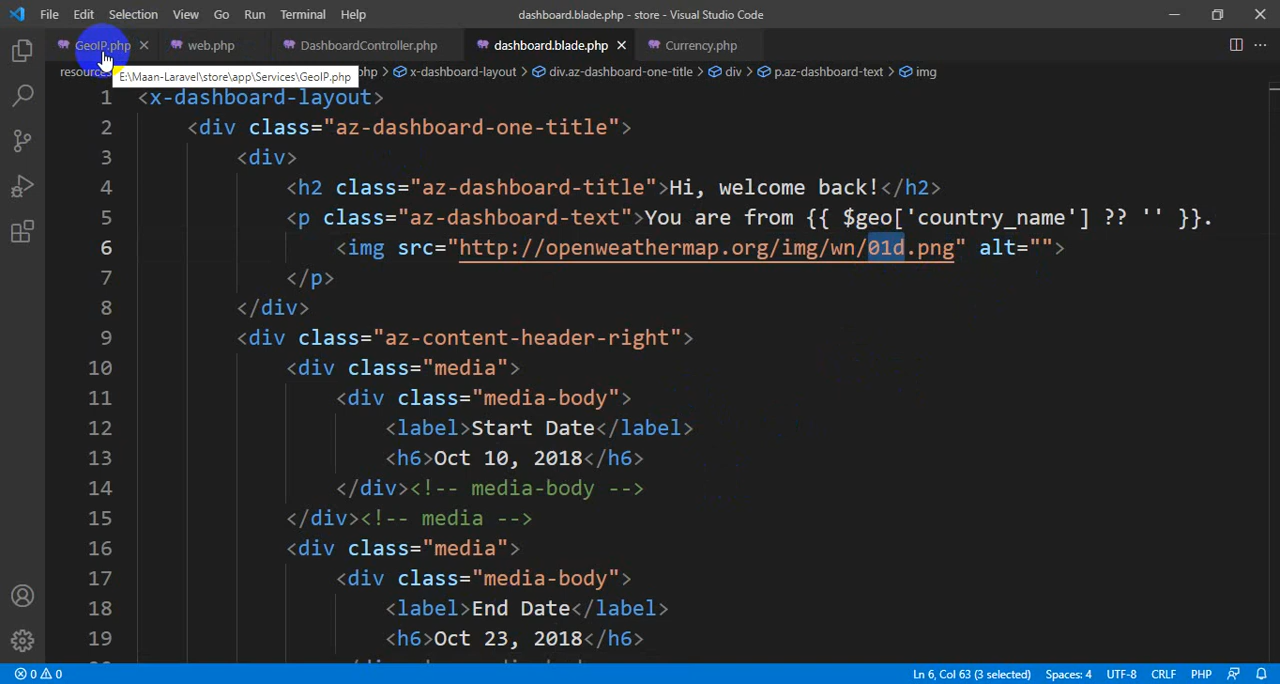 File Edit Selection View Go Run Terminal Help dashboard.blade.php - store - Visual Studio Code
GeoIP.php web.php DashboardController.php dashboard.blade.php Currency.php
resources hp > x-dashboard-layout > div.az-dashboard-one-title > div > p.az-dashboard-text > img
E:\Maan-Laravel\store\app\Services\GeoIP.php
1 <x-dashboard-layout>
2 <div class="az-dashboard-one-title">
3 <div>
4 <h2 class="az-dashboard-title">Hi, welcome back!</h2>
5 <p class="az-dashboard-text">You are from {{ $geo['country_name'] ?? '' }}.
6 <img src="http://openweathermap.org/img/wn/01d.png" alt="">
7 </p>
8 </div>
9 <div class="az-content-header-right">
10 <div class="media">
11 <div class="media-body">
12 <label>Start Date</label>
13 <h6>Oct 10, 2018</h6>
14 </div><!-- media-body -->
15 </div><!-- media -->
16 <div class="media">
17 <div class="media-body">
18 <label>End Date</label>
19 <h6>Oct 23, 2018</h6>
0 0 Ln 6, Col 63 (3 selected) Spaces: 4 UTF-8 CRLF PHP